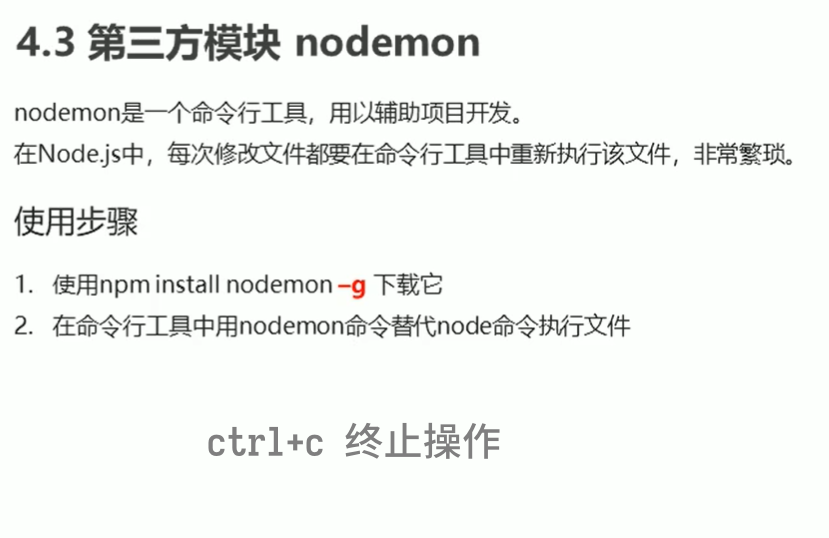 4.3 第三方模块 nodemon
nodemon是一个命令行工具，用以辅助项目开发。
在Node.js中，每次修改文件都要在命令行工具中重新执行该文件，非常繁琐。
使用步骤
1. 使用npm install nodemon –g 下载它
2. 在命令行工具中用nodemon命令替代node命令执行文件
ctrl+c 终止操作